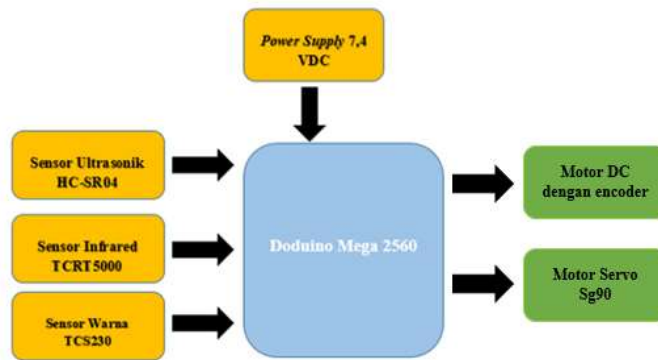 Power Supply 7,4
VDC
Sensor Ultrasonik
HC-SR04
Sensor Infrared
TCRT5000
Sensor Warna
TCS230
Doduino Mega 2560
Motor DC
dengan encoder
Motor Servo
Sg90